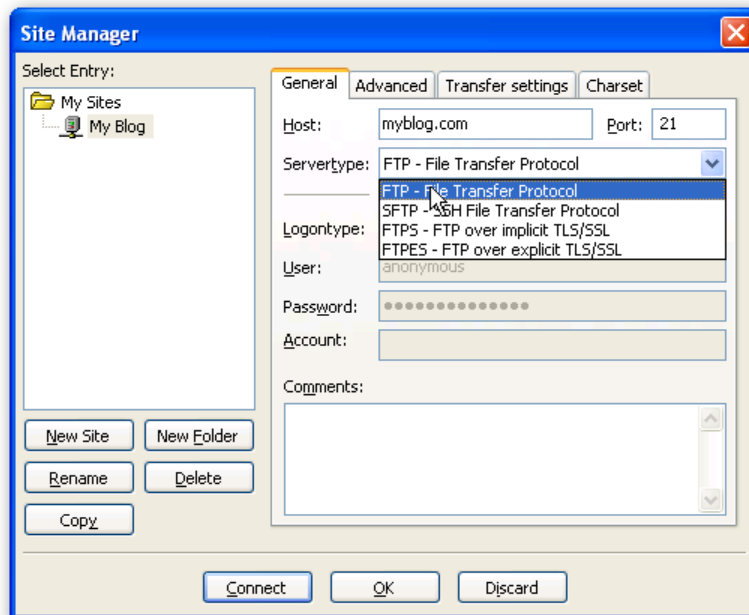 Site Manager
Select Entry:
My Sites
My Blog
General Advanced Transfer settings Charset
Host: myblog.com Port: 21
Servertype: FTP - File Transfer Protocol
FTP - File Transfer Protocol
SFTP - SSH File Transfer Protocol
Logontype: FTPS - FTP over implicit TLS/SSL
FTPES - FTP over explicit TLS/SSL
User: anonymous
Password: ●●●●●●●●●●●●●●
Account:
Comments:
New Site New Folder
Rename Delete
Copy
Connect OK Discard